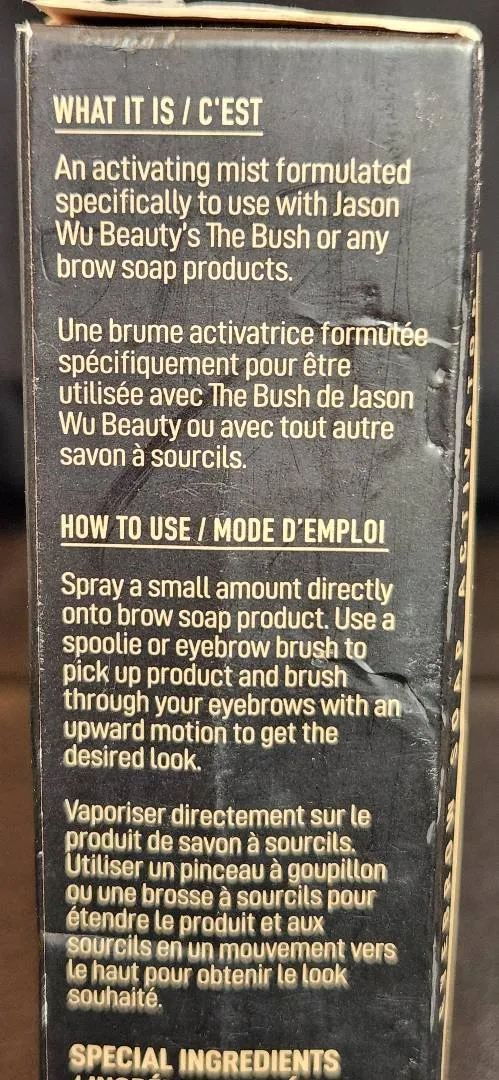 WHAT IT IS / C'EST
An activating mist formulated
specifically to use with Jason
Wu Beauty's The Bush or any
brow soap products.
Une brume activatrice formulée
spécifiquement pour être
utilisée avec The Bush de Jason
Wu Beauty ou avec tout autre
savon à sourcils.
HOW TO USE / MODE D'EMPLOI
Spray a small amount directly
onto brow soap product. Use a
spoolie or eyebrow brush to
pick up product and brush
through your eyebrows with an
upward motion to get the
desired look.
Vaporiser directement sur le
produit de savon à sourcils.
Utiliser un pinceau à goupillon
ou une brosse à sourcils pour
étendre le produit et aux
sourcils en un mouvement vers
le haut pour obtenir le look
souhaité.
SPECIAL INGREDIENTS